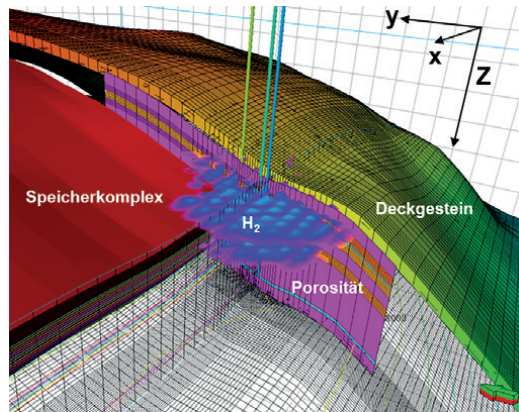 y
x
Z
Speicherkomplex
Deckgestein
H₂
Porosität